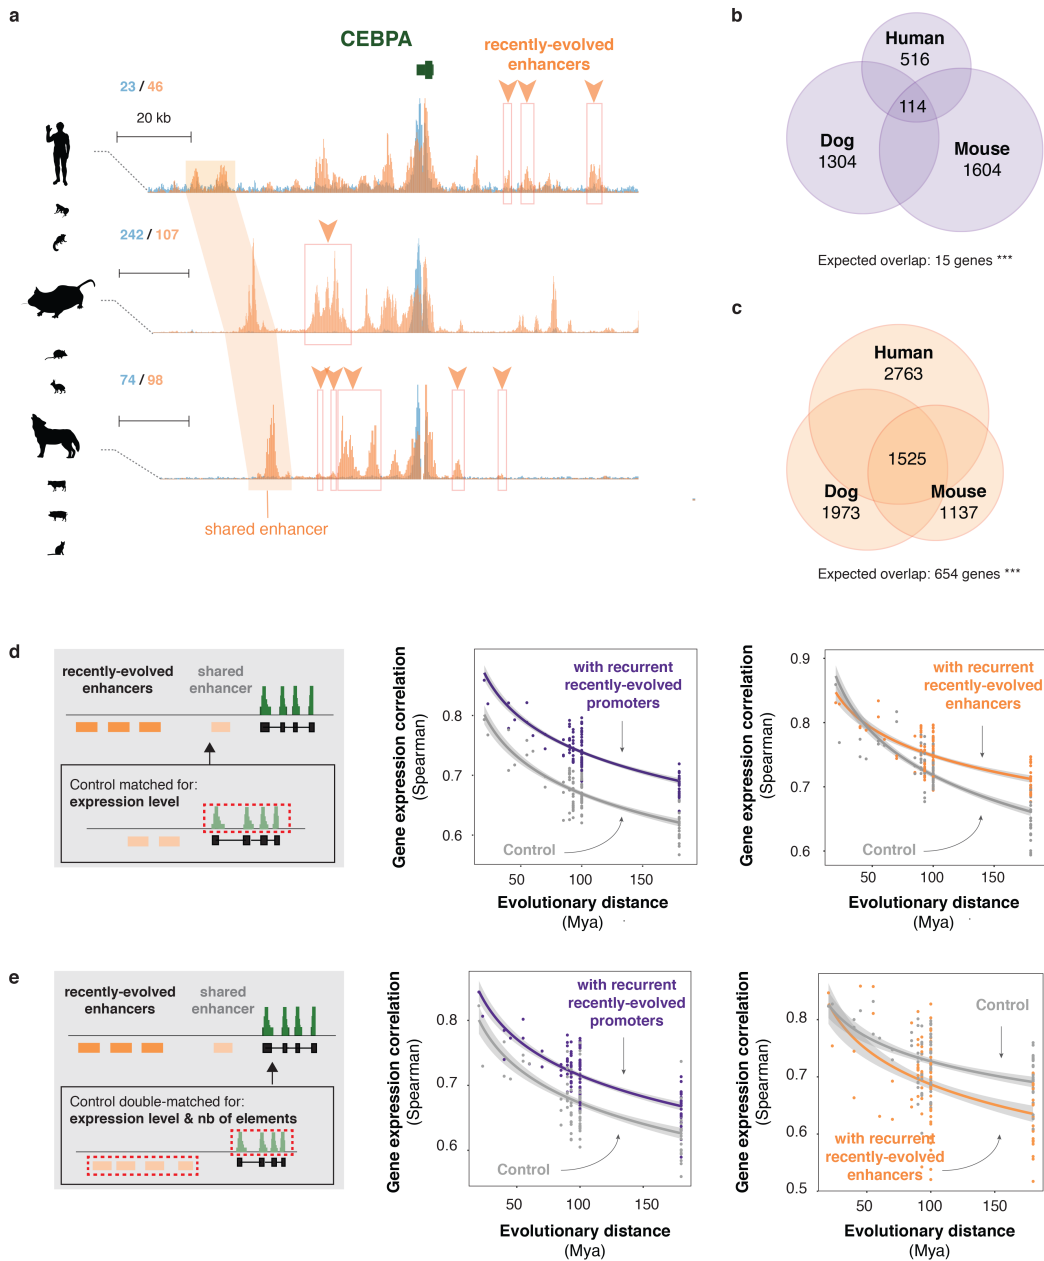 a
CEBPA
recently-evolved
enhancers
23 / 46
20 kb
242 / 107
74 / 98
shared enhancer
b
Human
516
114
Dog
1304
Mouse
1604
Expected overlap: 15 genes ***
c
Human
2763
1525
Dog
1973
Mouse
1137
Expected overlap: 654 genes ***
d
recently-evolved
enhancers
shared
enhancer
Control matched for:
expression level
Gene expression correlation
(Spearman)
0.8
0.7
0.6
with recurrent
recently-evolved
promoters
Control
50
100
150
Evolutionary distance
(Mya)
Gene expression correlation
(Spearman)
0.9
0.8
0.7
0.6
with recurrent
recently-evolved
enhancers
Control
50
100
150
Evolutionary distance
(Mya)
e
recently-evolved
enhancers
shared
enhancer
Control double-matched for:
expression level & nb of elements
Gene expression correlation
(Spearman)
0.8
0.7
0.6
with recurrent
recently-evolved
promoters
Control
50
100
150
Evolutionary distance
(Mya)
Gene expression correlation
(Spearman)
0.8
0.7
0.6
0.5
Control
with recurrent
recently-evolved
enhancers
50
100
150
Evolutionary distance
(Mya)